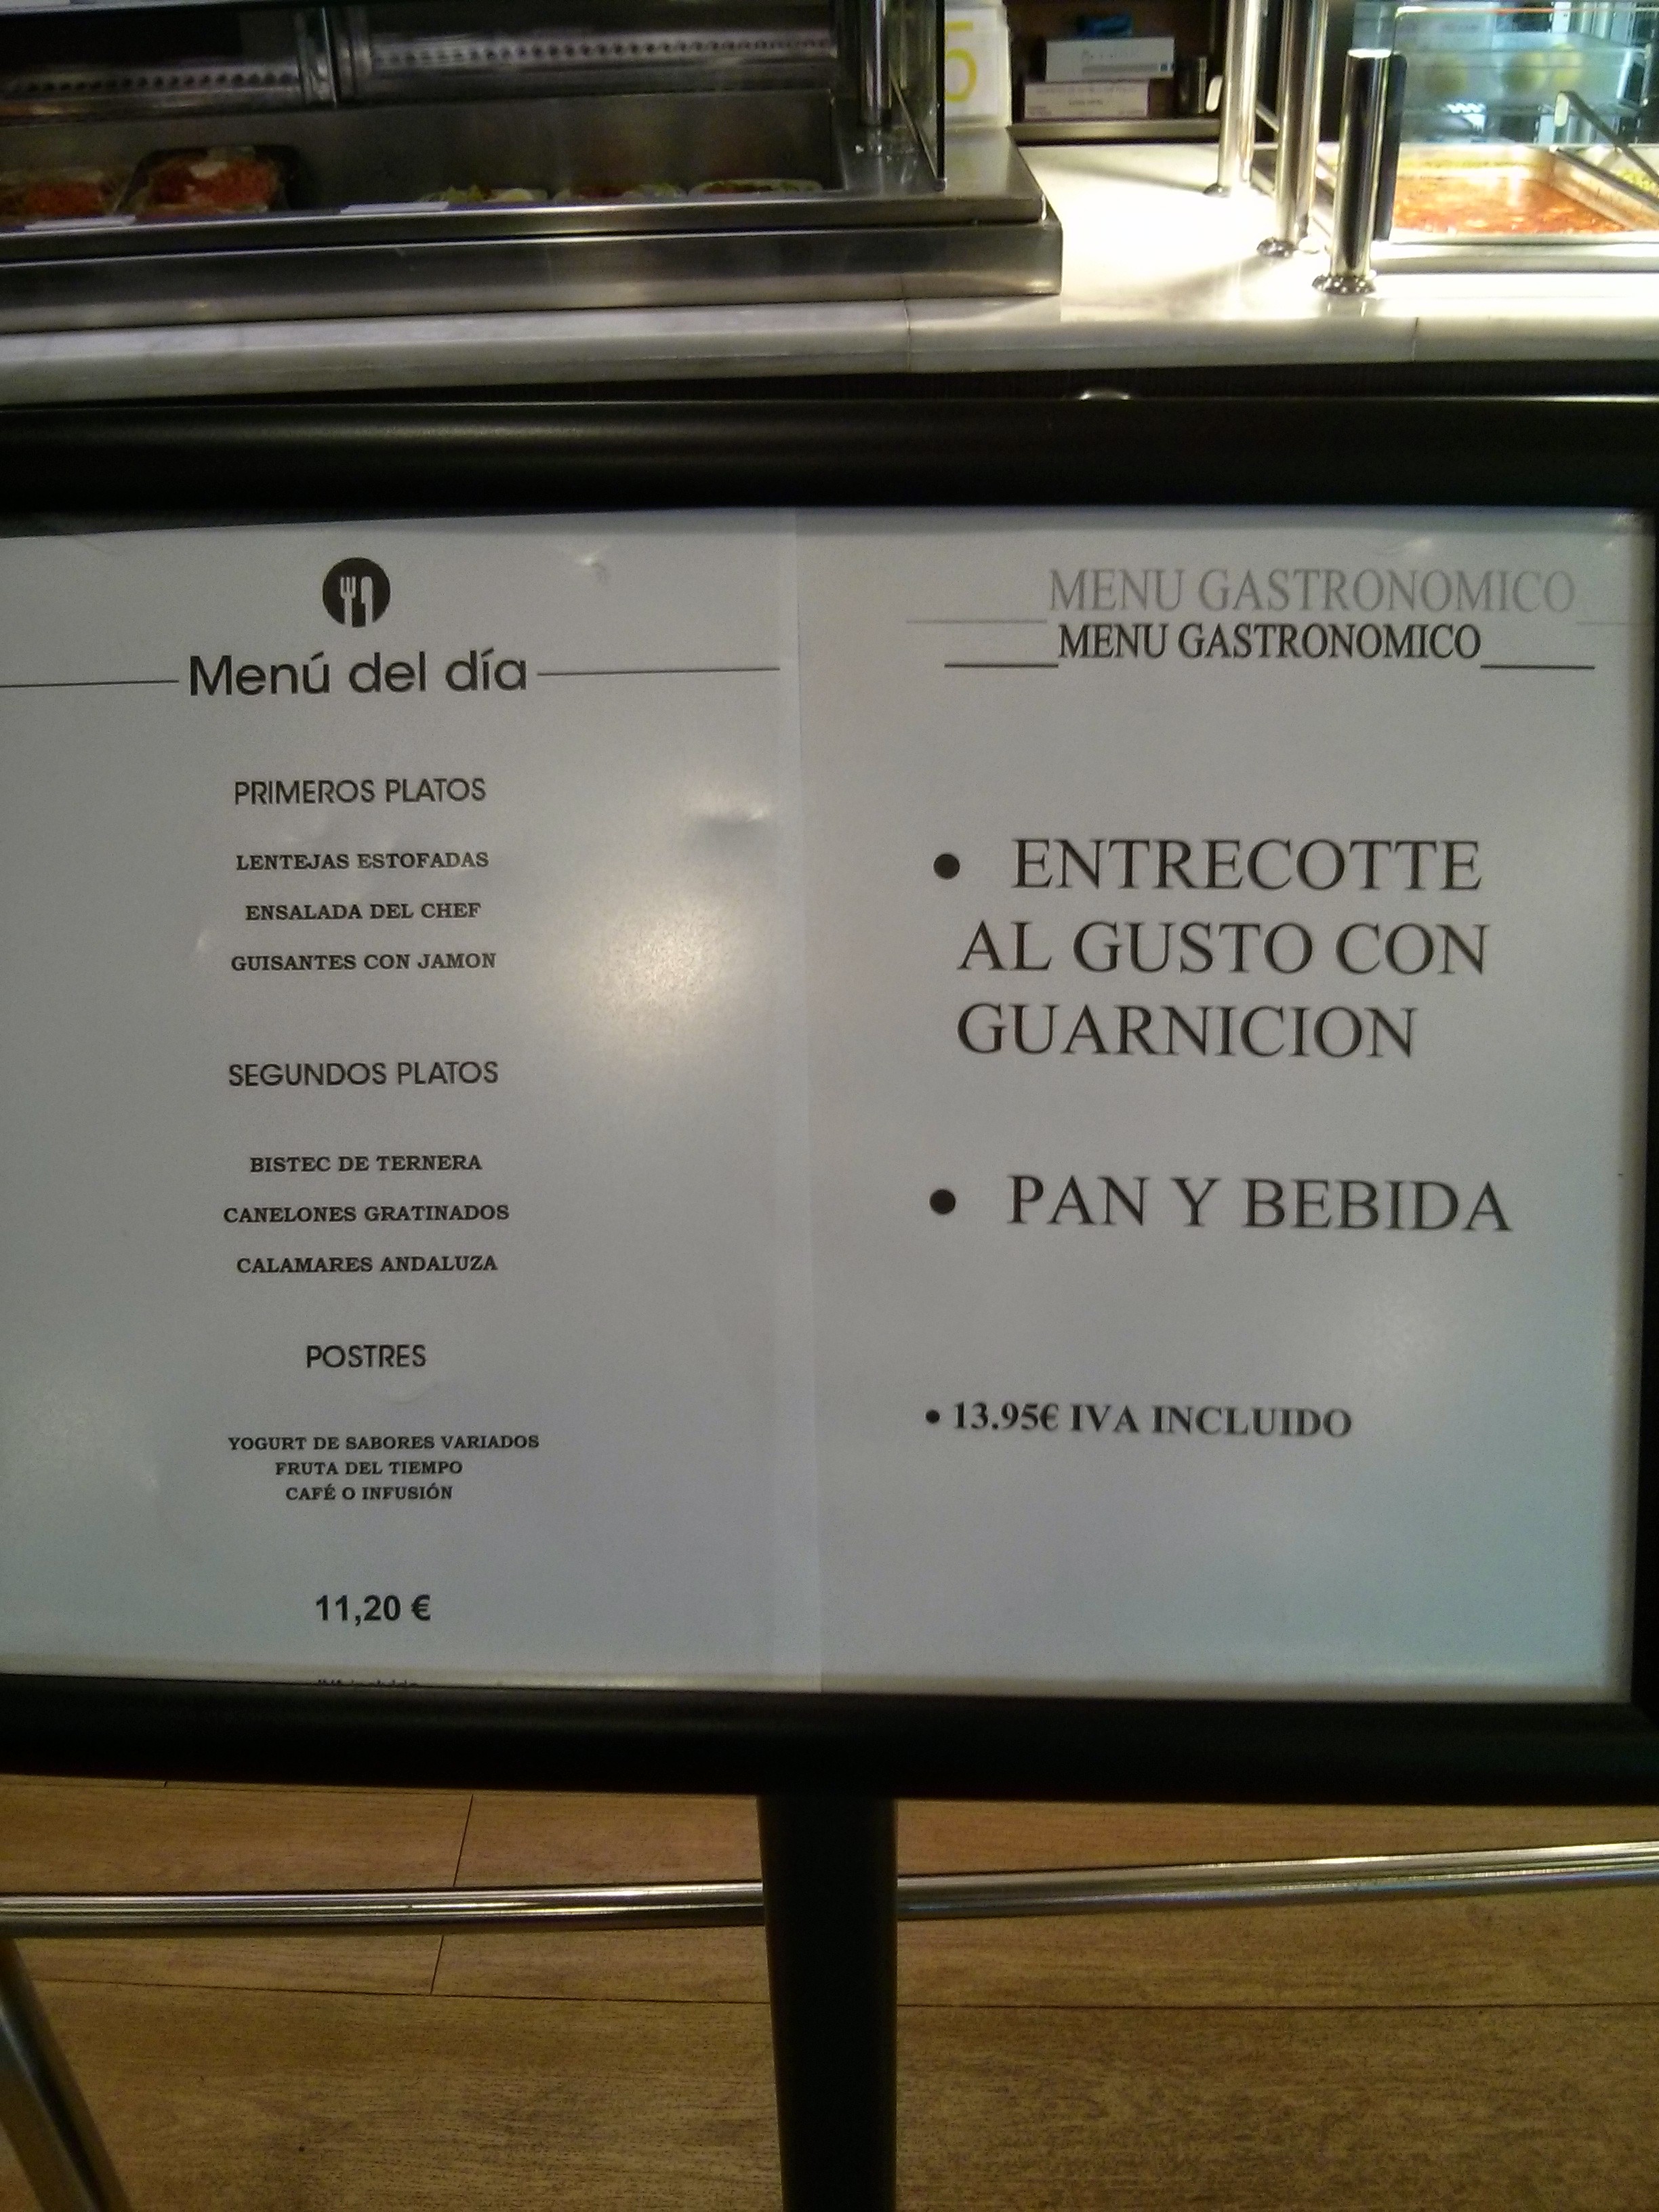 Menú del día
PRIMEROS PLATOS
LENTEJAS ESTOFADAS
ENSALADA DEL CHEF
GUISANTES CON JAMON
SEGUNDOS PLATOS
BISTEC DE TERNERA
CANELONES GRATINADOS
CALAMARES ANDALUZA
POSTRES
YOGURT DE SABORES VARIADOS
FRUTA DEL TIEMPO
CAFÉ O INFUSIÓN
11,20 €
MENU GASTRONOMICO
MENU GASTRONOMICO
• ENTRECOTTE
AL GUSTO CON
GUARNICION
• PAN Y BEBIDA
• 13.95€ IVA INCLUIDO